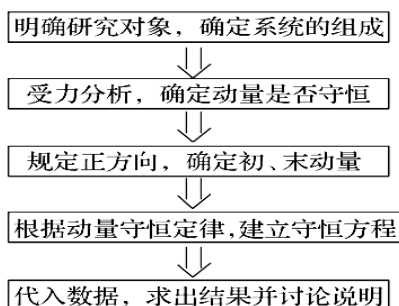 明确研究对象，确定系统的组成
受力分析，确定动量是否守恒
规定正方向，确定初、末动量
根据动量守恒定律,建立守恒方程
代入数据，求出结果并讨论说明